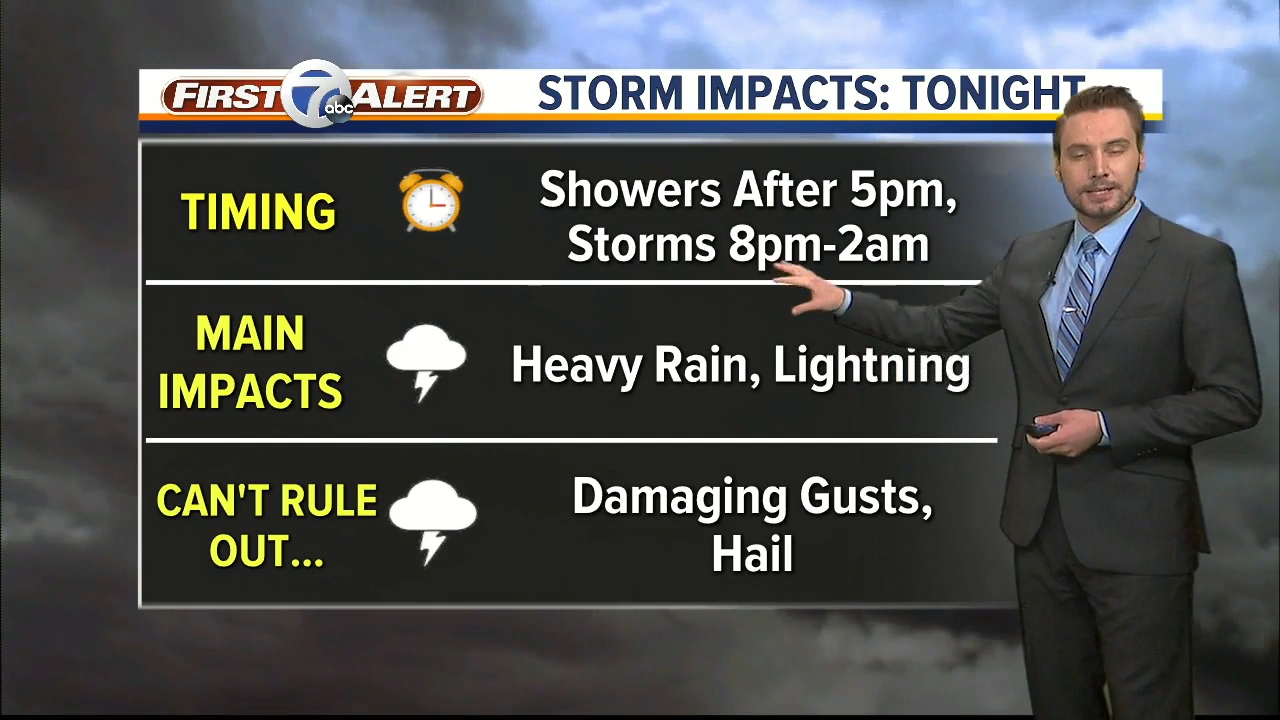 FIRST 7 abc ALERT
STORM IMPACTS: TONIGHT
TIMING
Showers After 5pm,
Storms 8pm-2am
MAIN
IMPACTS
Heavy Rain, Lightning
CAN'T RULE
OUT...
Damaging Gusts,
Hail